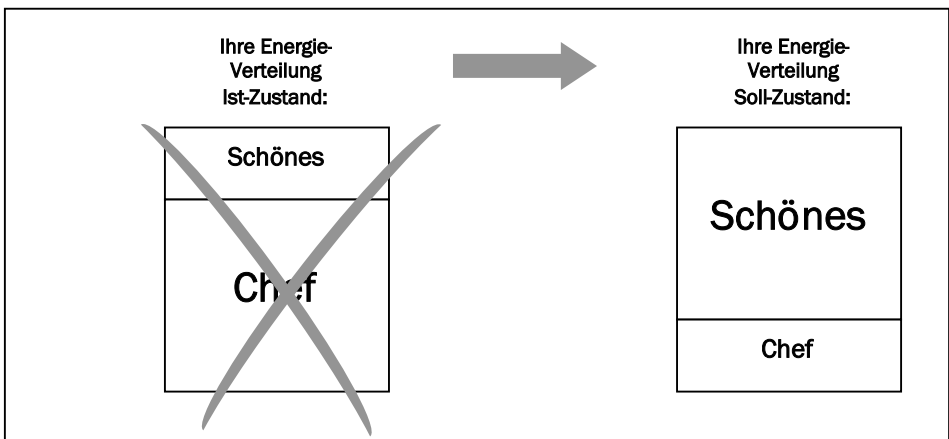 Ihre Energie-
Verteilung
Ist-Zustand:
Schönes
Chef
Ihre Energie-
Verteilung
Soll-Zustand:
Schönes
Chef